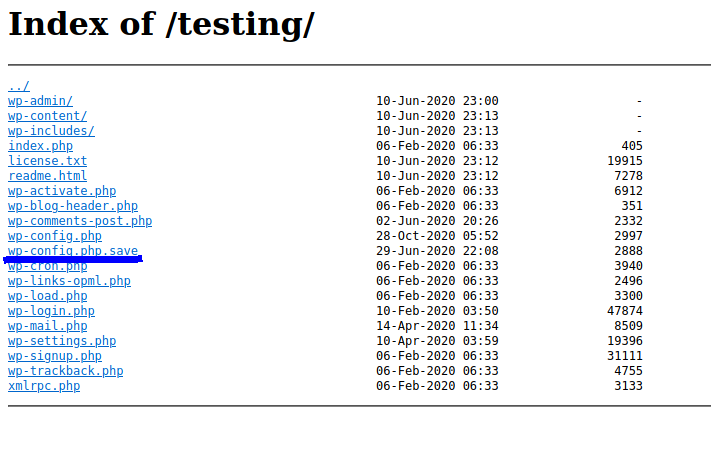 Index of /testing/
../
wp-admin/ 10-Jun-2020 23:00 -
wp-content/ 10-Jun-2020 23:13 -
wp-includes/ 10-Jun-2020 23:13 -
index.php 06-Feb-2020 06:33 405
license.txt 10-Jun-2020 23:12 19915
readme.html 10-Jun-2020 23:12 7278
wp-activate.php 06-Feb-2020 06:33 6912
wp-blog-header.php 06-Feb-2020 06:33 351
wp-comments-post.php 02-Jun-2020 20:26 2332
wp-config.php 28-Oct-2020 05:52 2997
wp-config.php.save 29-Jun-2020 22:08 2888
wp-cron.php 06-Feb-2020 06:33 3940
wp-links-opml.php 06-Feb-2020 06:33 2496
wp-load.php 06-Feb-2020 06:33 3300
wp-login.php 10-Feb-2020 03:50 47874
wp-mail.php 14-Apr-2020 11:34 8509
wp-settings.php 10-Apr-2020 03:59 19396
wp-signup.php 06-Feb-2020 06:33 31111
wp-trackback.php 06-Feb-2020 06:33 4755
xmlrpc.php 06-Feb-2020 06:33 3133